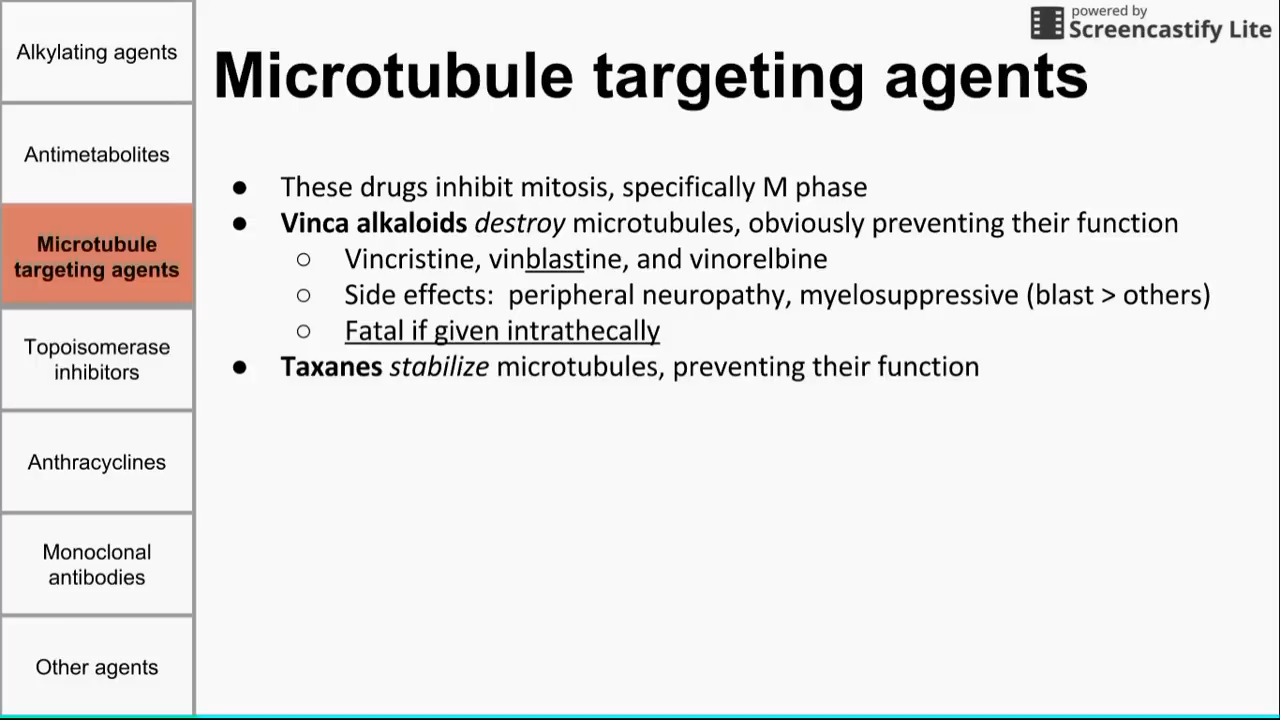 powered by
Screencastify Lite
Alkylating agents
Antimetabolites
Microtubule
targeting agents
Topoisomerase
inhibitors
Anthracyclines
Monoclonal
antibodies
Other agents
Microtubule targeting agents
● These drugs inhibit mitosis, specifically M phase
● Vinca alkaloids destroy microtubules, obviously preventing their function
○ Vincristine, vinblastine, and vinorelbine
○ Side effects: peripheral neuropathy, myelosuppressive (blast > others)
○ Fatal if given intrathecally
● Taxanes stabilize microtubules, preventing their function